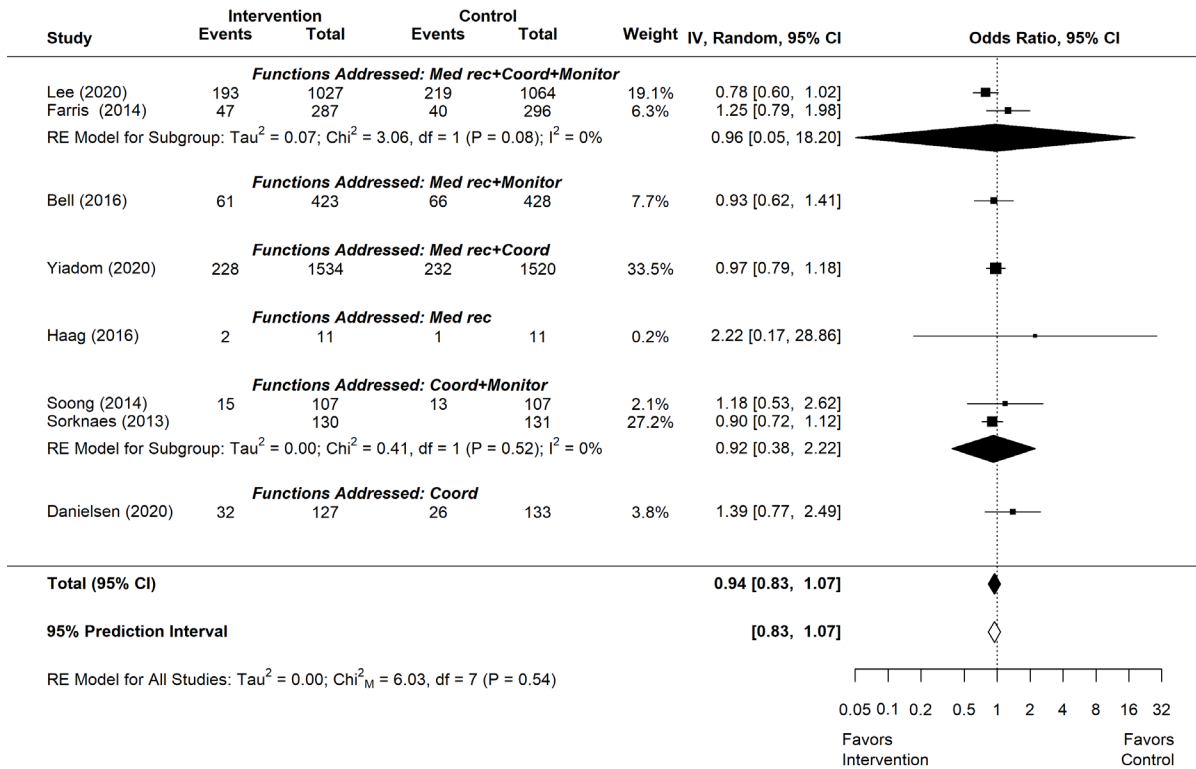 Intervention Control
Study Events Total Events Total Weight IV, Random, 95% CI Odds Ratio, 95% CI
Functions Addressed: Med rec+Coord+Monitor
Lee (2020) 193 1027 219 1064 19.1% 0.78 [0.60, 1.02]
Farris (2014) 47 287 40 296 6.3% 1.25 [0.79, 1.98]
RE Model for Subgroup: Tau² = 0.07; Chi² = 3.06, df = 1 (P = 0.08); I² = 0% 0.96 [0.05, 18.20]
Functions Addressed: Med rec+Monitor
Bell (2016) 61 423 66 428 7.7% 0.93 [0.62, 1.41]
Functions Addressed: Med rec+Coord
Yiadom (2020) 228 1534 232 1520 33.5% 0.97 [0.79, 1.18]
Functions Addressed: Med rec
Haag (2016) 2 11 1 11 0.2% 2.22 [0.17, 28.86]
Functions Addressed: Coord+Monitor
Soong (2014) 15 107 13 107 2.1% 1.18 [0.53, 2.62]
Sorknaes (2013) 130 131 27.2% 0.90 [0.72, 1.12]
RE Model for Subgroup: Tau² = 0.00; Chi² = 0.41, df = 1 (P = 0.52); I² = 0% 0.92 [0.38, 2.22]
Functions Addressed: Coord
Danielsen (2020) 32 127 26 133 3.8% 1.39 [0.77, 2.49]
Total (95% CI) 0.94 [0.83, 1.07]
95% Prediction Interval [0.83, 1.07]
RE Model for All Studies: Tau² = 0.00; Chi²M = 6.03, df = 7 (P = 0.54)
0.05 0.1 0.2 0.5 1 2 4 8 16 32
Favors Favors
Intervention Control